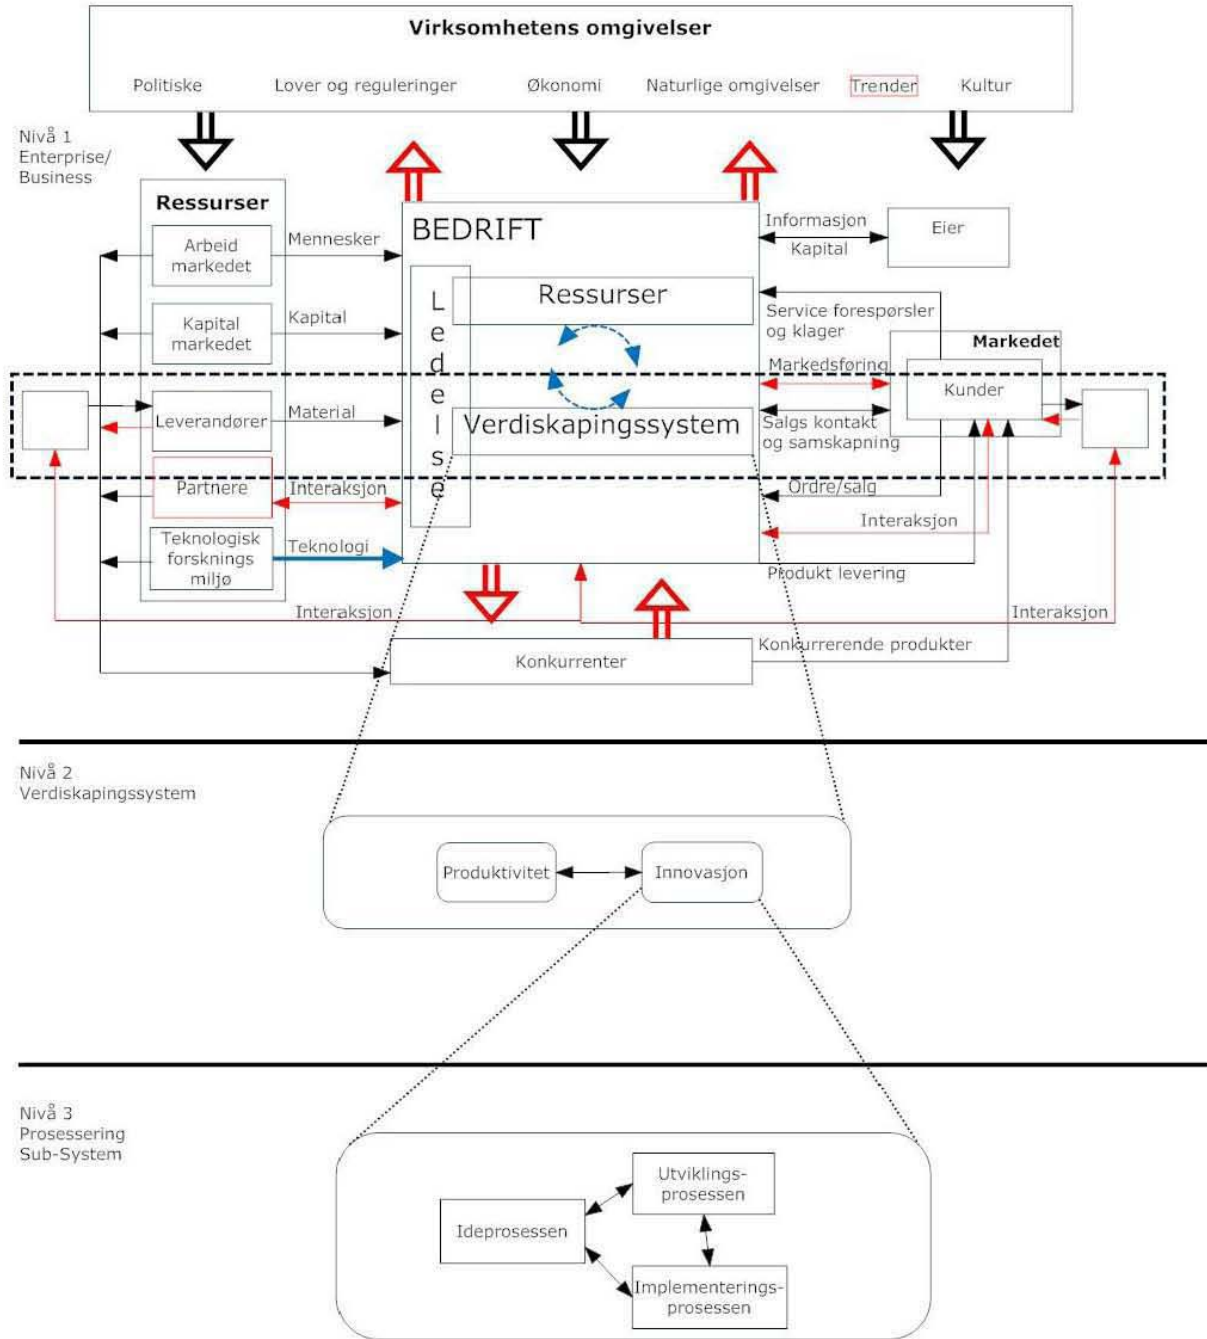 Virksomhetens omgivelser
Politiske Lover og reguleringer Økonomi Naturlige omgivelser Trender Kultur
Nivå 1
Enterprise/
Business
Ressurser
Arbeid
markedet
Mennesker
Kapital
markedet
Kapital
Leverandører
Material
Partnere
Interaksjon
Teknologisk
forsknings
miljø
Teknologi
BEDRIFT
Ledelse
Ressurser
Verdiskapingssystem
Informasjon
Kapital
Eier
Service forespørsler
og klager
Markedet
Markedsføring
Kunder
Salgs kontakt
og samskapning
Ordre/salg
Interaksjon
Produkt levering
Interaksjon
Interaksjon
Konkurrenter
Konkurrerende produkter
Nivå 2
Verdiskapingssystem
Produktivitet
Innovasjon
Nivå 3
Prosessering
Sub-System
Utviklings-
prosessen
Ideprosessen
Implementerings-
prosessen